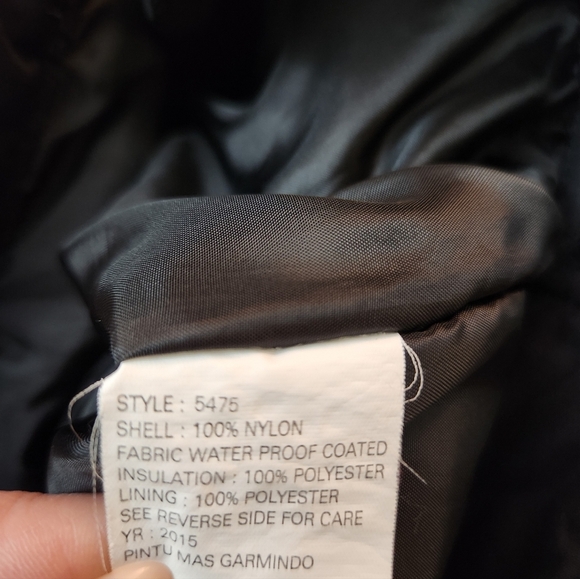 STYLE : 5475
SHELL : 100% NYLON
FABRIC WATER PROOF COATED
INSULATION : 100% POLYESTER
LINING : 100% POLYESTER
SEE REVERSE SIDE FOR CARE
YR : 2015
PINTU MAS GARMINDO